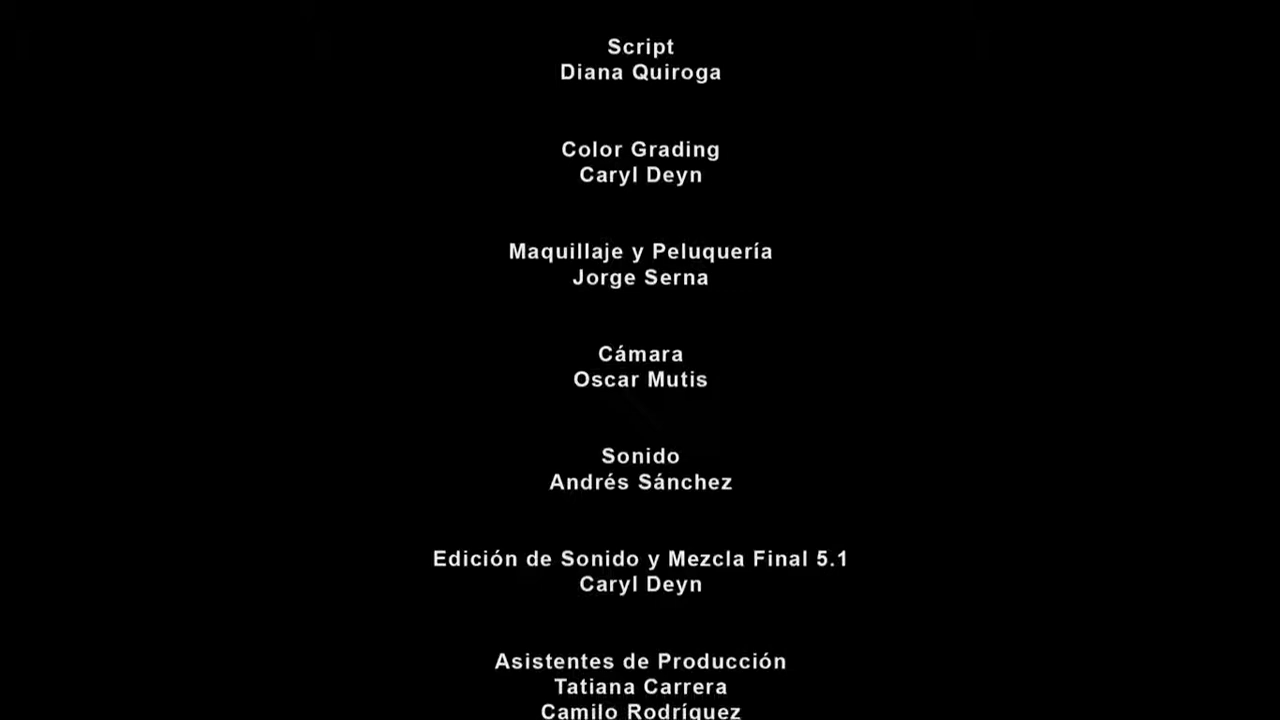 Script
Diana Quiroga
Color Grading
Caryl Deyn
Maquillaje y Peluquería
Jorge Serna
Cámara
Oscar Mutis
Sonido
Andrés Sánchez
Edición de Sonido y Mezcla Final 5.1
Caryl Deyn
Asistentes de Producción
Tatiana Carrera
Camilo Rodríguez